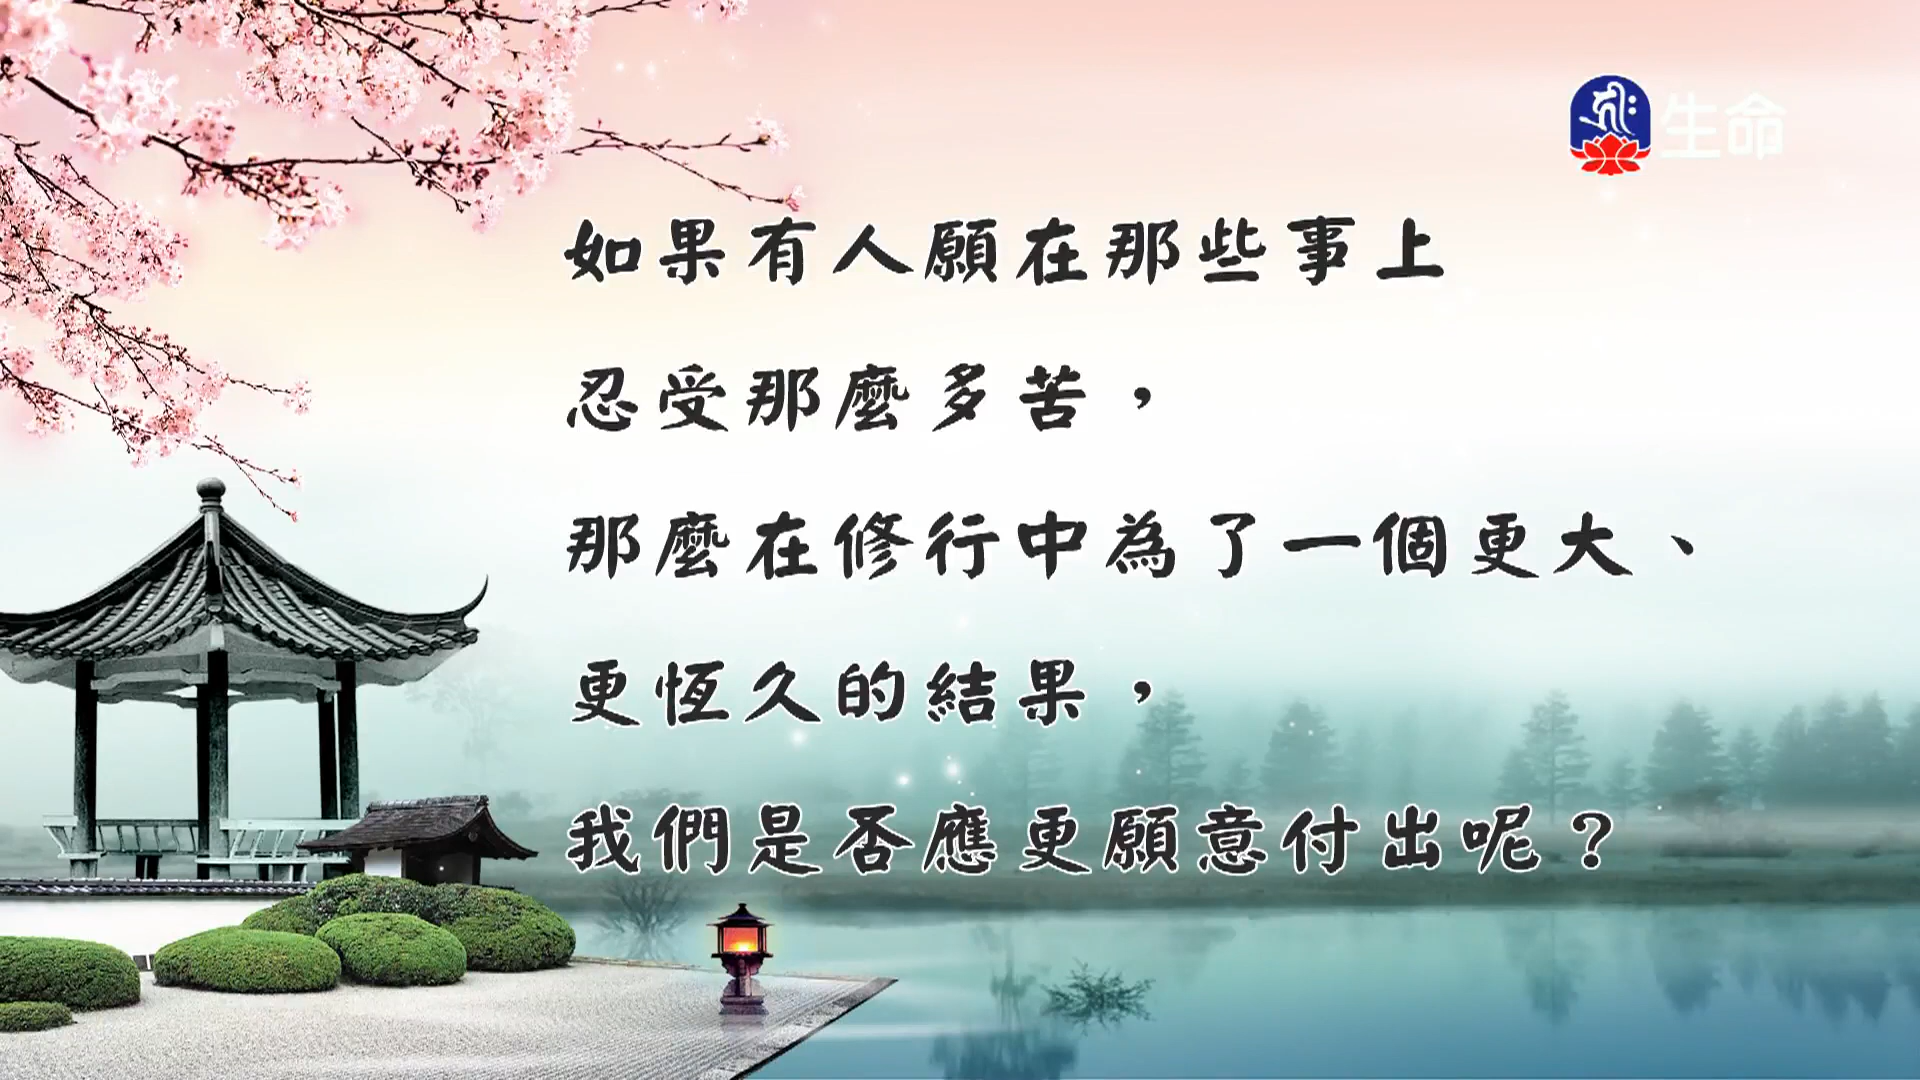 生命
如果有人願在那些事上
忍受那麼多苦，
那麼在修行中為了一個更大、
更恆久的結果，
我們是否應更願意付出呢？